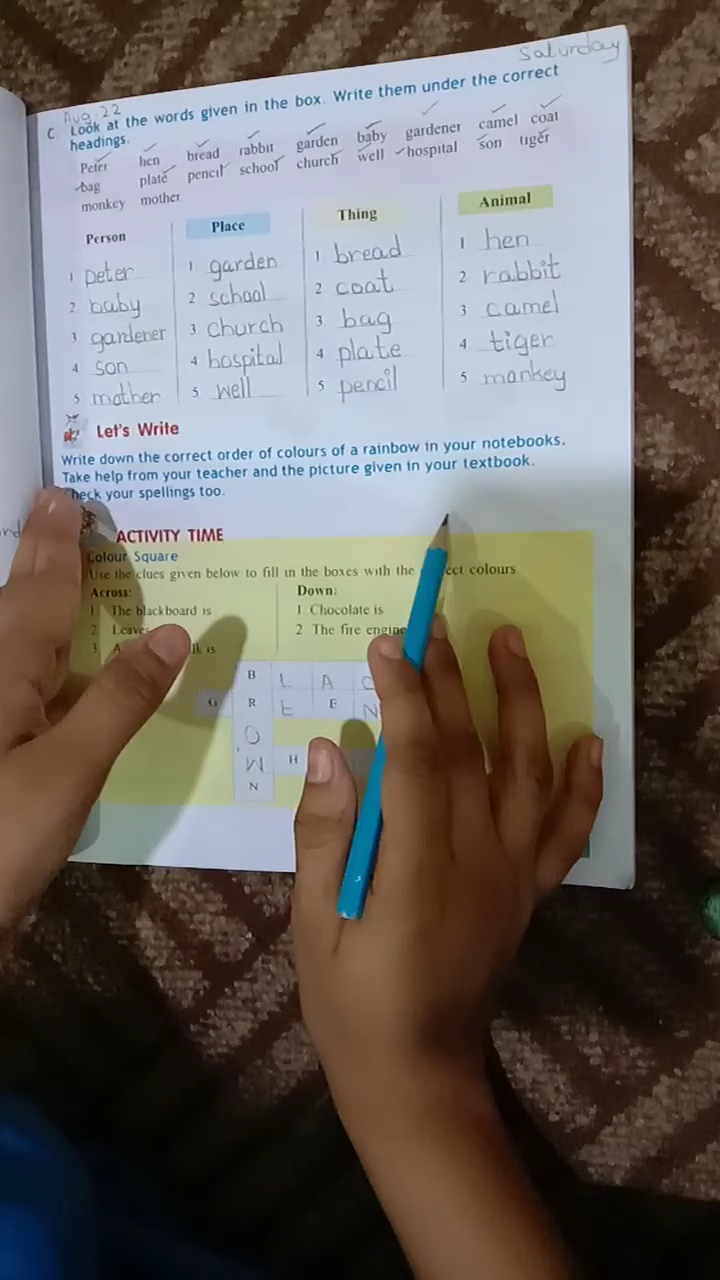 Saturday
Aug. 22
C. Look at the words given in the box. Write them under the correct
headings.
Peter hen bread rabbit garden baby gardener camel coat
bag plate pencil school church well hospital son tiger
monkey mother
Person Place Thing Animal
1 peter 1 garden 1 bread 1 hen
2 baby 2 school 2 coat 2 rabbit
3 gardener 3 church 3 bag 3 camel
4 son 4 hospital 4 plate 4 tiger
5 mother 5 well 5 pencil 5 monkey
Let's Write
Write down the correct order of colours of a rainbow in your notebooks.
Take help from your teacher and the picture given in your textbook.
Check your spellings too.
ACTIVITY TIME
Colour Square
Use the clues given below to fill in the boxes with the colours
Across: Down:
1 The blackboard is 1 Chocolate is
2 2 The fire engine
3 is
B L A C
G R E E N
O
W H
N